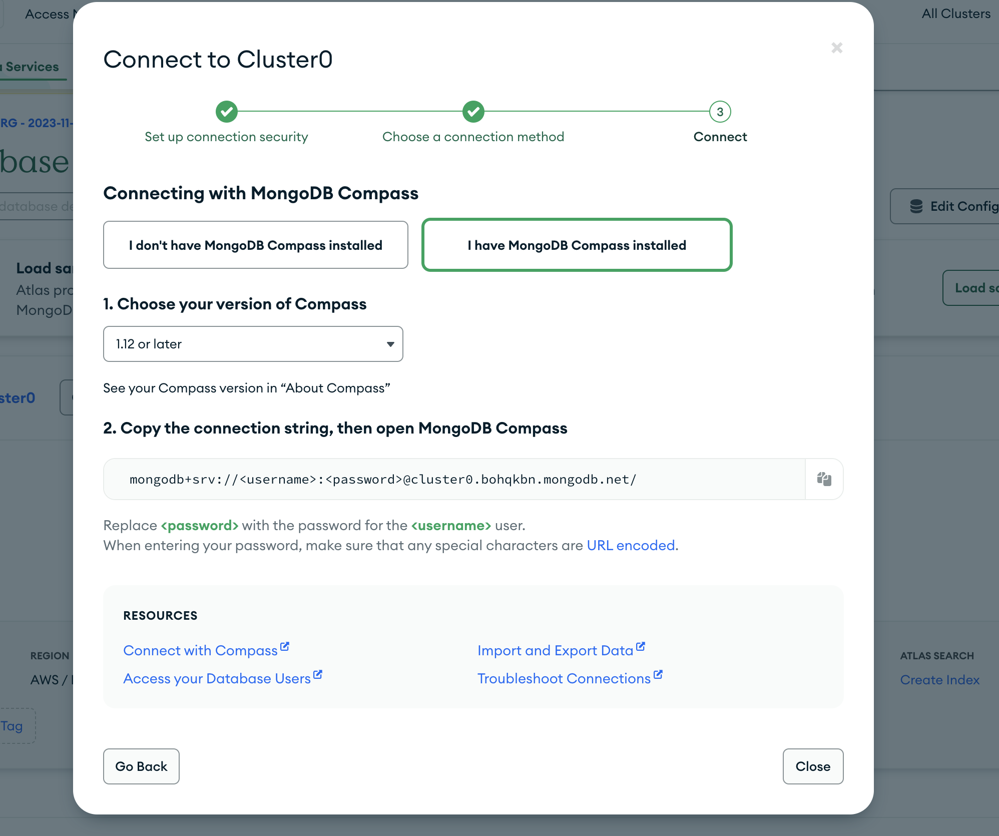 Access
All Clusters
Services
RG - 2023-11-
base
database de
Edit Config
Load sa
Atlas pro
MongoD
Load sa
ster0
REGION
AWS /
ATLAS SEARCH
Create Index
Tag
Connect to Cluster0
3
Set up connection security
Choose a connection method
Connect
Connecting with MongoDB Compass
I don't have MongoDB Compass installed
I have MongoDB Compass installed
1. Choose your version of Compass
1.12 or later
See your Compass version in “About Compass”
2. Copy the connection string, then open MongoDB Compass
mongodb+srv://<username>:<password>@cluster0.bohqkbn.mongodb.net/
Replace <password> with the password for the <username> user.
When entering your password, make sure that any special characters are URL encoded.
RESOURCES
Connect with Compass
Import and Export Data
Access your Database Users
Troubleshoot Connections
Go Back
Close